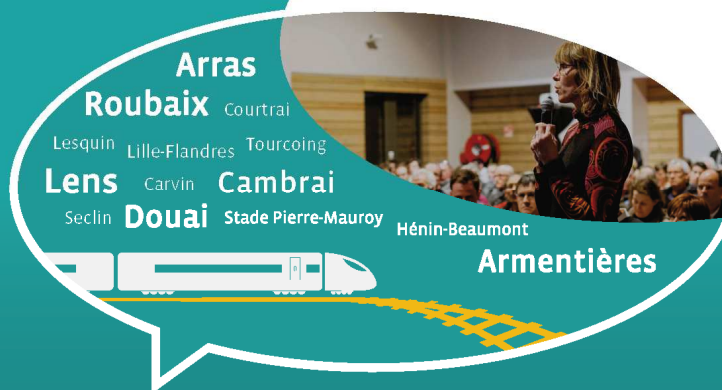 Arras
Roubaix Courtrai
Lesquin Lille-Flandres Tourcoing
Lens Carvin Cambrai
Seclin Douai Stade Pierre-Mauroy
Hénin-Beaumont
Armentières